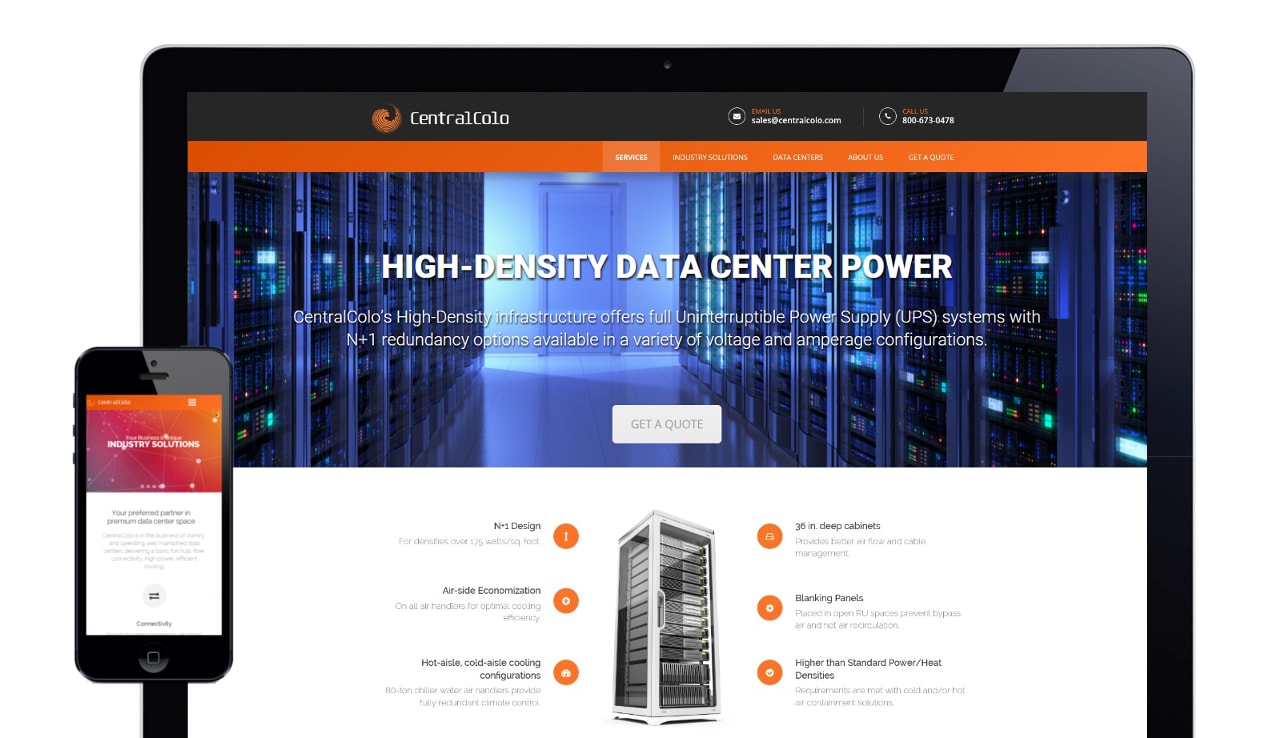 CentralColo
EMAIL US
sales@centralcolo.com
CALL US
800-673-0478
SERVICES
INDUSTRY SOLUTIONS
DATA CENTERS
ABOUT US
GET A QUOTE
HIGH-DENSITY DATA CENTER POWER
CentralColo's High-Density infrastructure offers full Uninterruptible Power Supply (UPS) systems with
N+1 redundancy options available in a variety of voltage and amperage configurations.
GET A QUOTE
N+1 Design
For densities over 175 watts/sq. foot.
Air-side Economization
On all air handlers for optimal cooling
efficiency.
Hot-aisle, cold-aisle cooling
configurations
80-ton chiller water air handlers provide
fully redundant climate control.
36 in. deep cabinets
Provides better air flow and cable
management.
Blanking Panels
Placed in open RU spaces prevent bypass
air and hot air recirculation.
Higher than Standard Power/Heat
Densities
Requirements are met with cold and/or hot
air containment solutions.
CentralColo
Your Business is Unique
INDUSTRY SOLUTIONS
Your preferred partner in
premium data center space
CentralColo is in the business of owning
and operating well maintained data
centers delivering a basic formula: fiber
connectivity, high power, efficient
cooling.
Connectivity